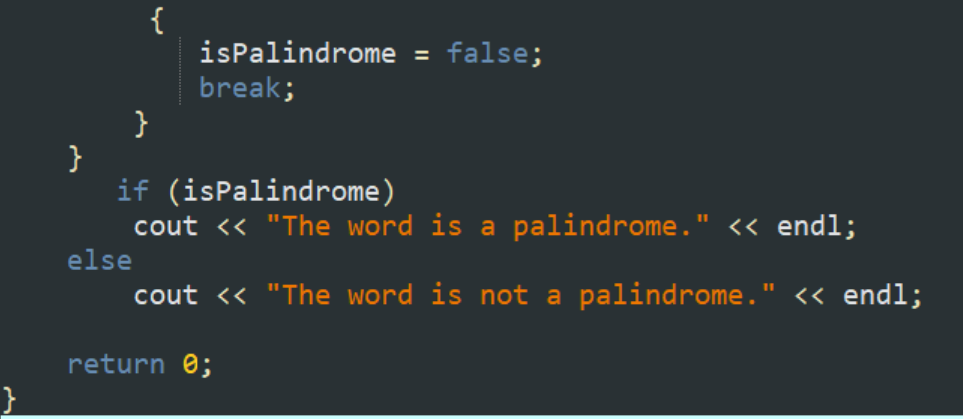 {
isPalindrome = false;
break;
}
}
if (isPalindrome)
cout << "The word is a palindrome." << endl;
else
cout << "The word is not a palindrome." << endl;
return 0;
}